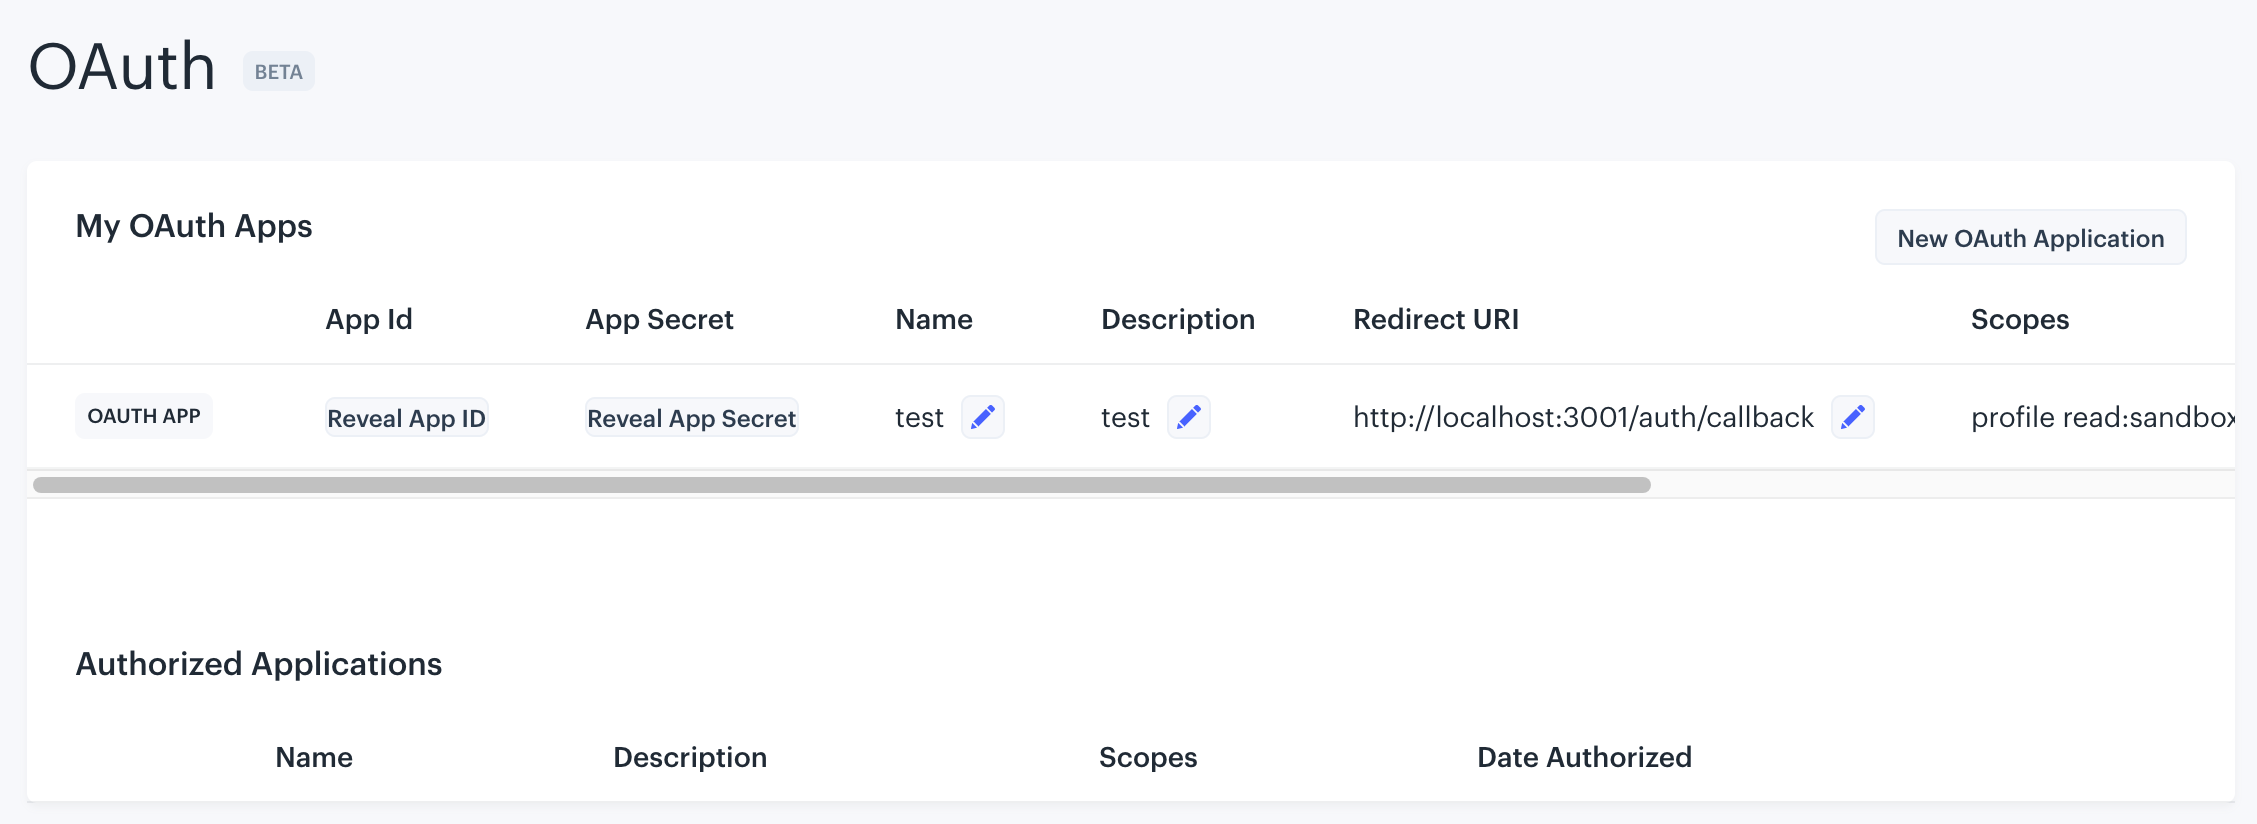 OAuth BETA
My OAuth Apps
New OAuth Application
App Id App Secret Name Description Redirect URI Scopes
OAUTH APP Reveal App ID Reveal App Secret test test http://localhost:3001/auth/callback profile read:sandbox
Authorized Applications
Name Description Scopes Date Authorized